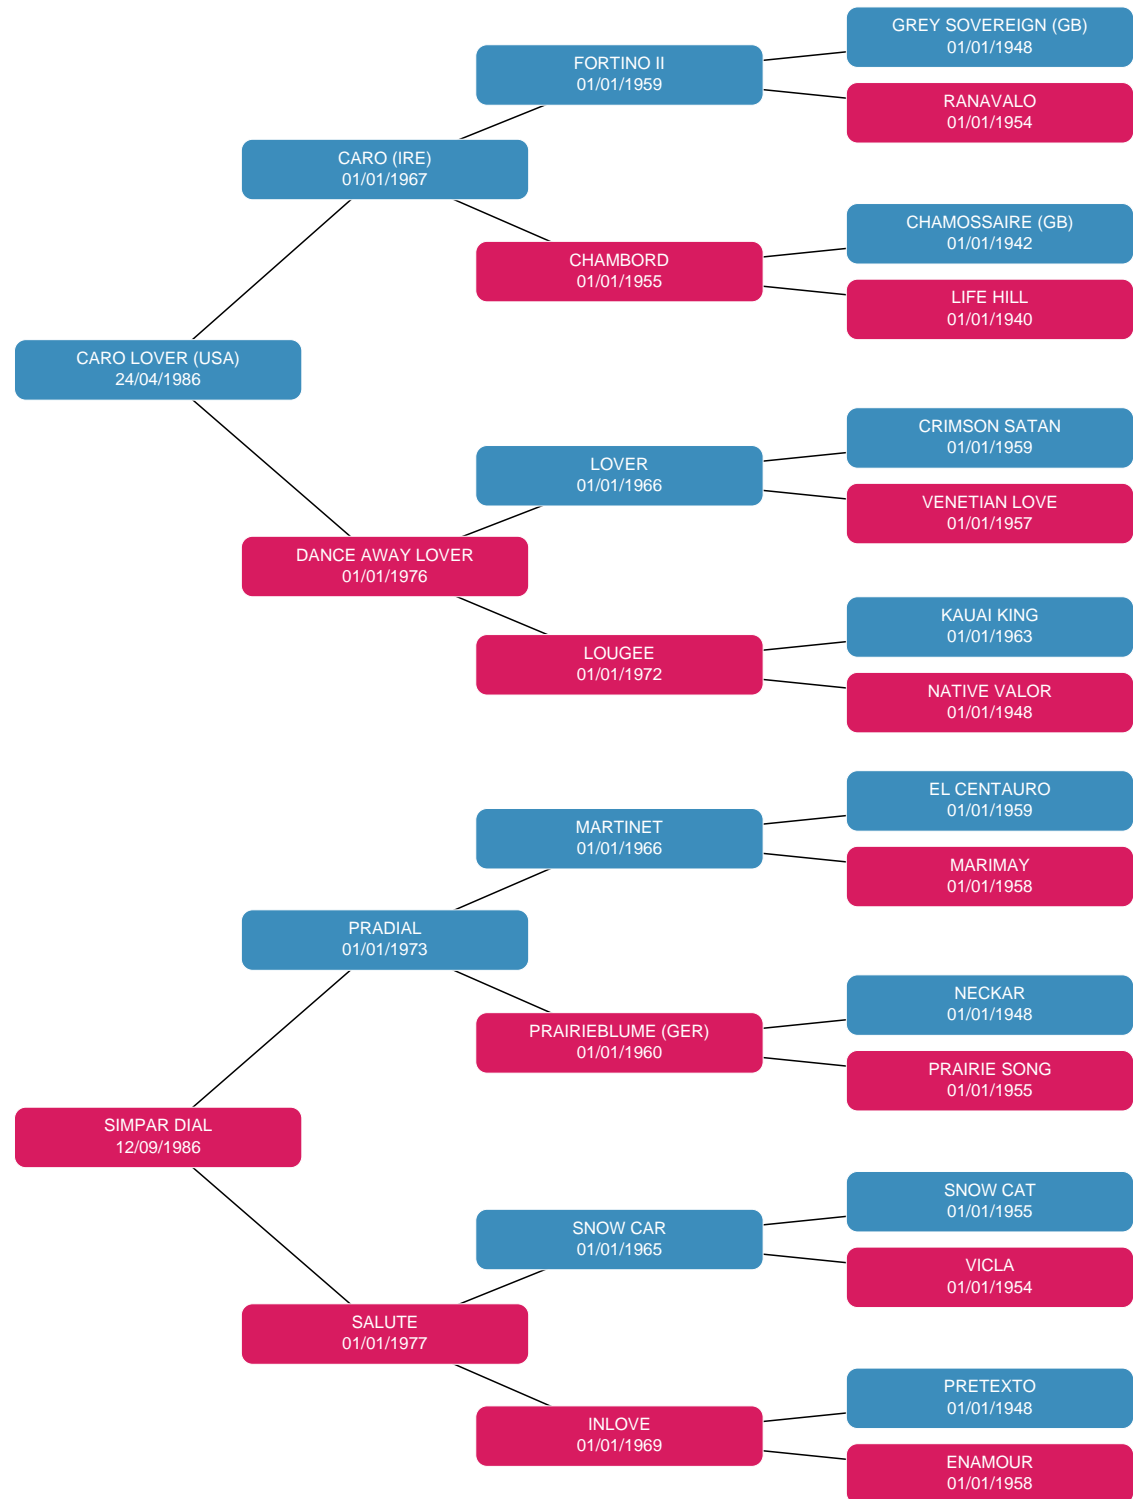 GREY SOVEREIGN (GB)
01/01/1948
FORTINO II
01/01/1959
RANAVALO
01/01/1954
CARO (IRE)
01/01/1967
CHAMOSSAIRE (GB)
01/01/1942
CHAMBORD
01/01/1955
LIFE HILL
01/01/1940
CARO LOVER (USA)
24/04/1986
CRIMSON SATAN
01/01/1959
LOVER
01/01/1966
VENETIAN LOVE
01/01/1957
DANCE AWAY LOVER
01/01/1976
KAUAI KING
01/01/1963
LOUGEE
01/01/1972
NATIVE VALOR
01/01/1948
EL CENTAURO
01/01/1959
MARTINET
01/01/1966
MARIMAY
01/01/1958
PRADIAL
01/01/1973
NECKAR
01/01/1948
PRAIRIEBLUME (GER)
01/01/1960
PRAIRIE SONG
01/01/1955
SIMPAR DIAL
12/09/1986
SNOW CAT
01/01/1955
SNOW CAR
01/01/1965
VICLA
01/01/1954
SALUTE
01/01/1977
PRETEXTO
01/01/1948
INLOVE
01/01/1969
ENAMOUR
01/01/1958